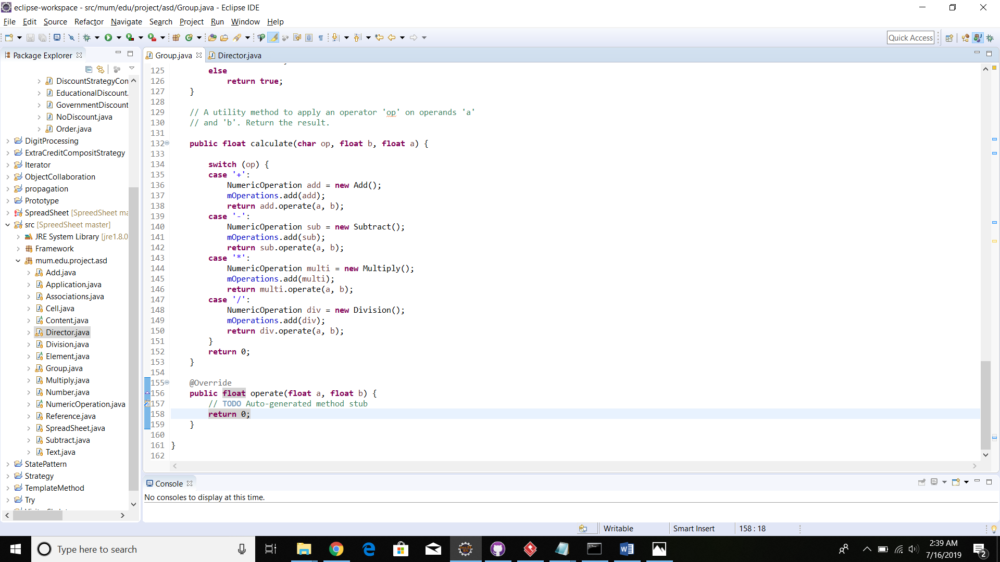 eclipse-workspace - src/mum/edu/project/asd/Group.java - Eclipse IDE
File Edit Source Refactor Navigate Search Project Run Window Help
Quick Access
Package Explorer
DiscountStrategyCon
EducationalDiscount.
GovernmentDiscount
NoDiscount.java
Order.java
DigitProcessing
ExtraCreditCompositStrategy
Iterator
ObjectCollaboration
propagation
Prototype
SpreadSheet [SpreedSheet ma
src [SpreedSheet master]
JRE System Library [jre1.8.0
Framework
mum.edu.project.asd
Add.java
Application.java
Associations.java
Cell.java
Content.java
Director.java
Division.java
Element.java
Group.java
Multiply.java
Number.java
NumericOperation.java
Reference.java
SpreadSheet.java
Subtract.java
Text.java
StatePattern
Strategy
TemplateMethod
Try
Group.java Director.java
125 else
126 return true;
127 }
128
129 // A utility method to apply an operator 'op' on operands 'a'
130 // and 'b'. Return the result.
131
132 public float calculate(char op, float b, float a) {
133
134 switch (op) {
135 case '+':
136 NumericOperation add = new Add();
137 mOperations.add(add);
138 return add.operate(a, b);
139 case '-':
140 NumericOperation sub = new Subtract();
141 mOperations.add(sub);
142 return sub.operate(a, b);
143 case '*':
144 NumericOperation multi = new Multiply();
145 mOperations.add(multi);
146 return multi.operate(a, b);
147 case '/':
148 NumericOperation div = new Division();
149 mOperations.add(div);
150 return div.operate(a, b);
151 }
152 return 0;
153 }
154
155 @Override
156 public float operate(float a, float b) {
157 // TODO Auto-generated method stub
158 return 0;
159 }
160
161 }
162
Console
No consoles to display at this time.
Writable Smart Insert 158 : 18
Type here to search
2:39 AM
7/16/2019
2